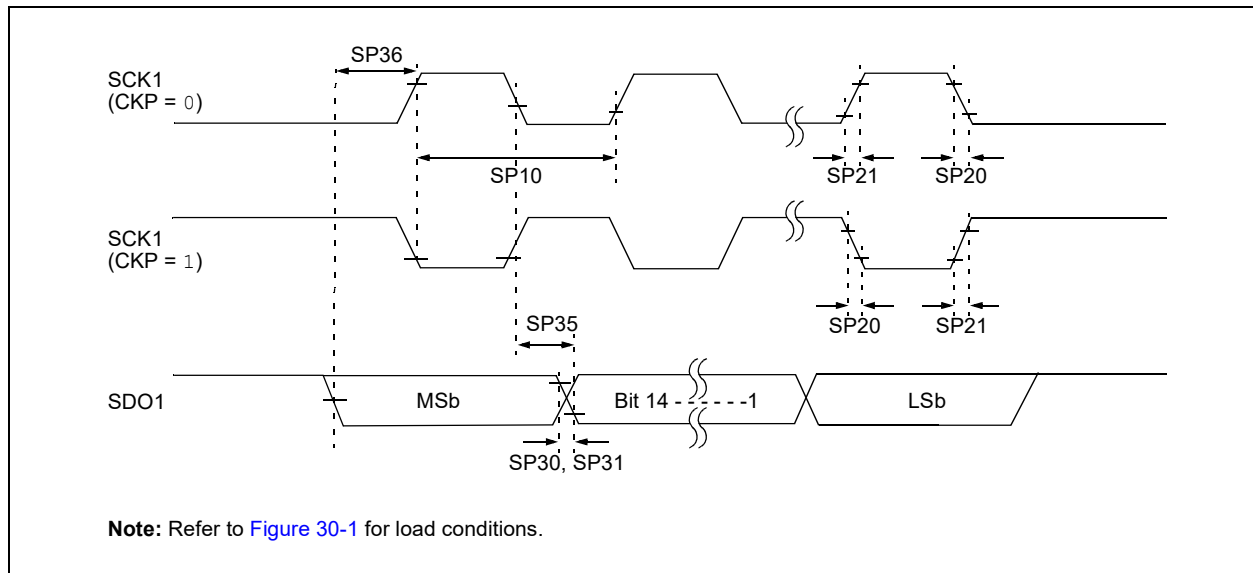 SP36
SCK1
(CKP = 0)
SP10
SP21
SP20
SCK1
(CKP = 1)
SP35
SP20
SP21
SDO1
MSb
Bit 14 - - - - - - -1
LSb
SP30, SP31
Note: Refer to Figure 30-1 for load conditions.